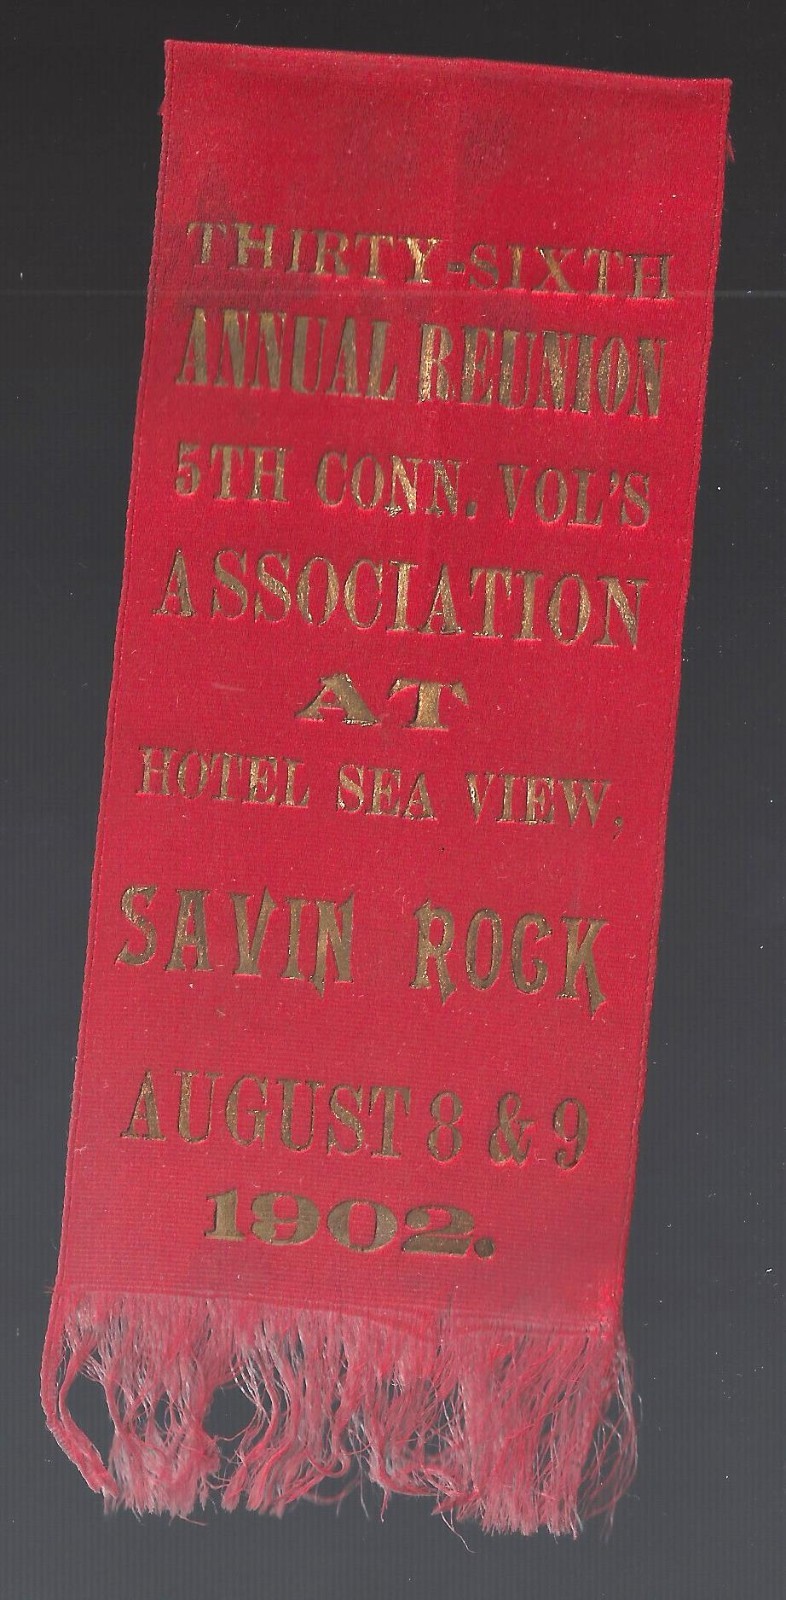 THIRTY-SIXTH
ANNUAL REUNION
5TH CONN. VOL'S
ASSOCIATION
AT
HOTEL SEA VIEW,
SAVIN ROCK
AUGUST 8 & 9
1902.